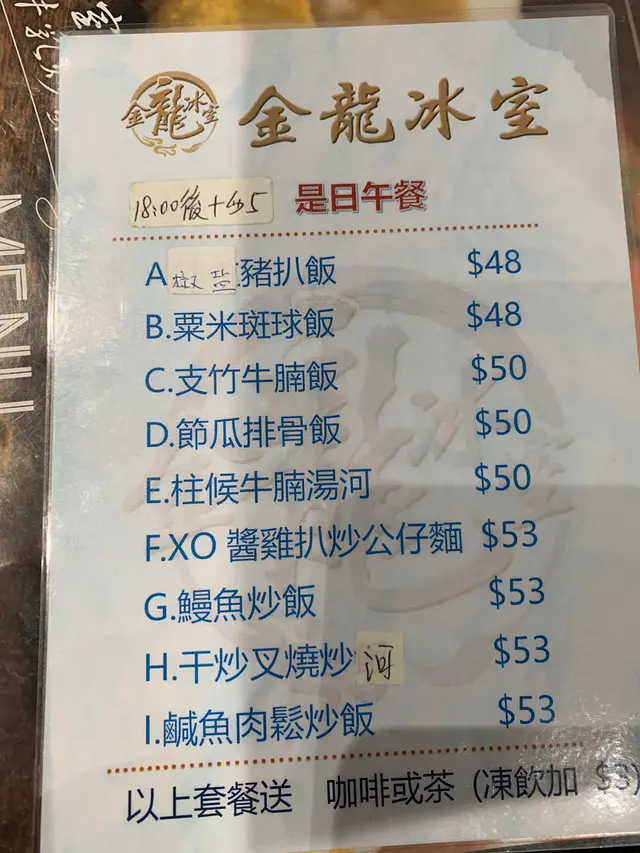 金龍冰室
金龍冰室
18:00後+$5
是日午餐
A椒盐豬扒飯 $48
B.粟米斑球飯 $48
C.支竹牛腩飯 $50
D.節瓜排骨飯 $50
E.柱候牛腩湯河 $50
F.XO 醬雞扒炒公仔麵 $53
G.鰻魚炒飯 $53
H.干炒叉燒炒河 $53
I.鹹魚肉鬆炒飯 $53
以上套餐送 咖啡或茶 (凍飲加 $3)
MENU